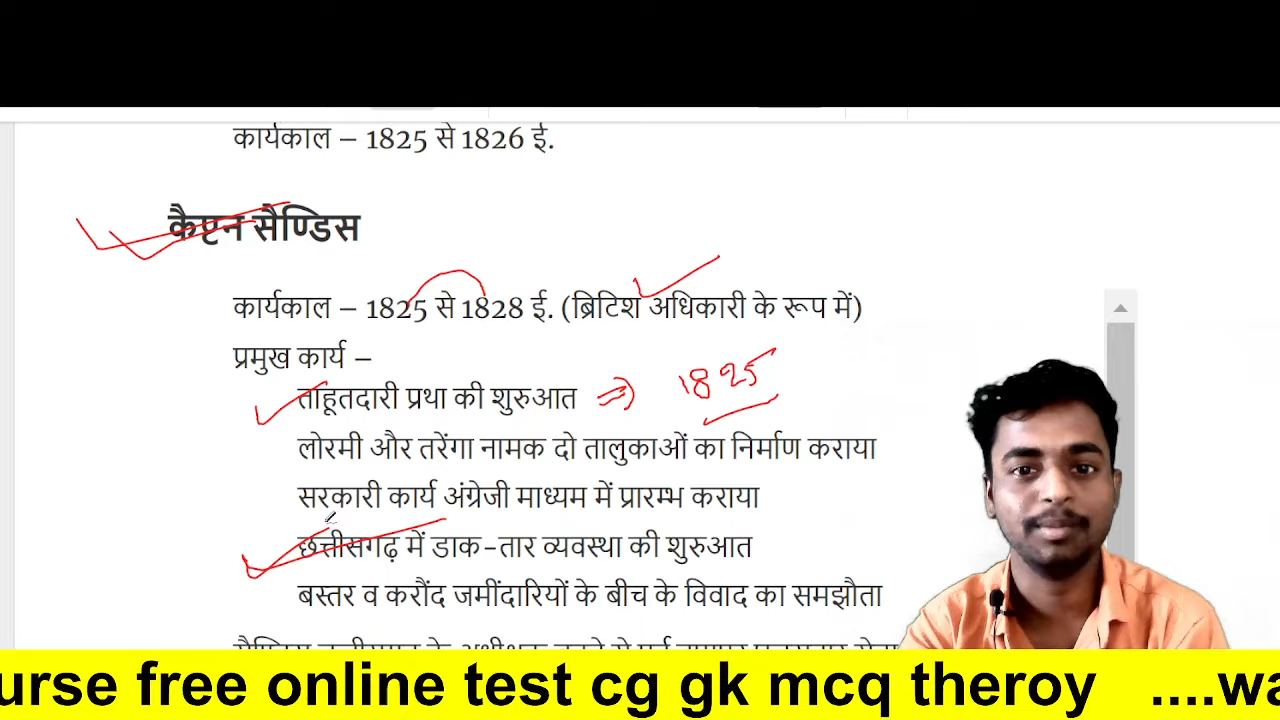 कार्यकाल – 1825 से 1826 ई.
कैप्टन सैण्डिस
कार्यकाल – 1825 से 1828 ई. (ब्रिटिश अधिकारी के रूप में)
प्रमुख कार्य –
ताहूतदारी प्रथा की शुरुआत ⇒ 1825
लोरमी और तरेंगा नामक दो तालुकाओं का निर्माण कराया
सरकारी कार्य अंग्रेजी माध्यम में प्रारम्भ कराया
छत्तीसगढ़ में डाक-तार व्यवस्था की शुरुआत
बस्तर व करौंद जमींदारियों के बीच के विवाद का समझौता
urse free online test cg gk mcq theroy ....wa